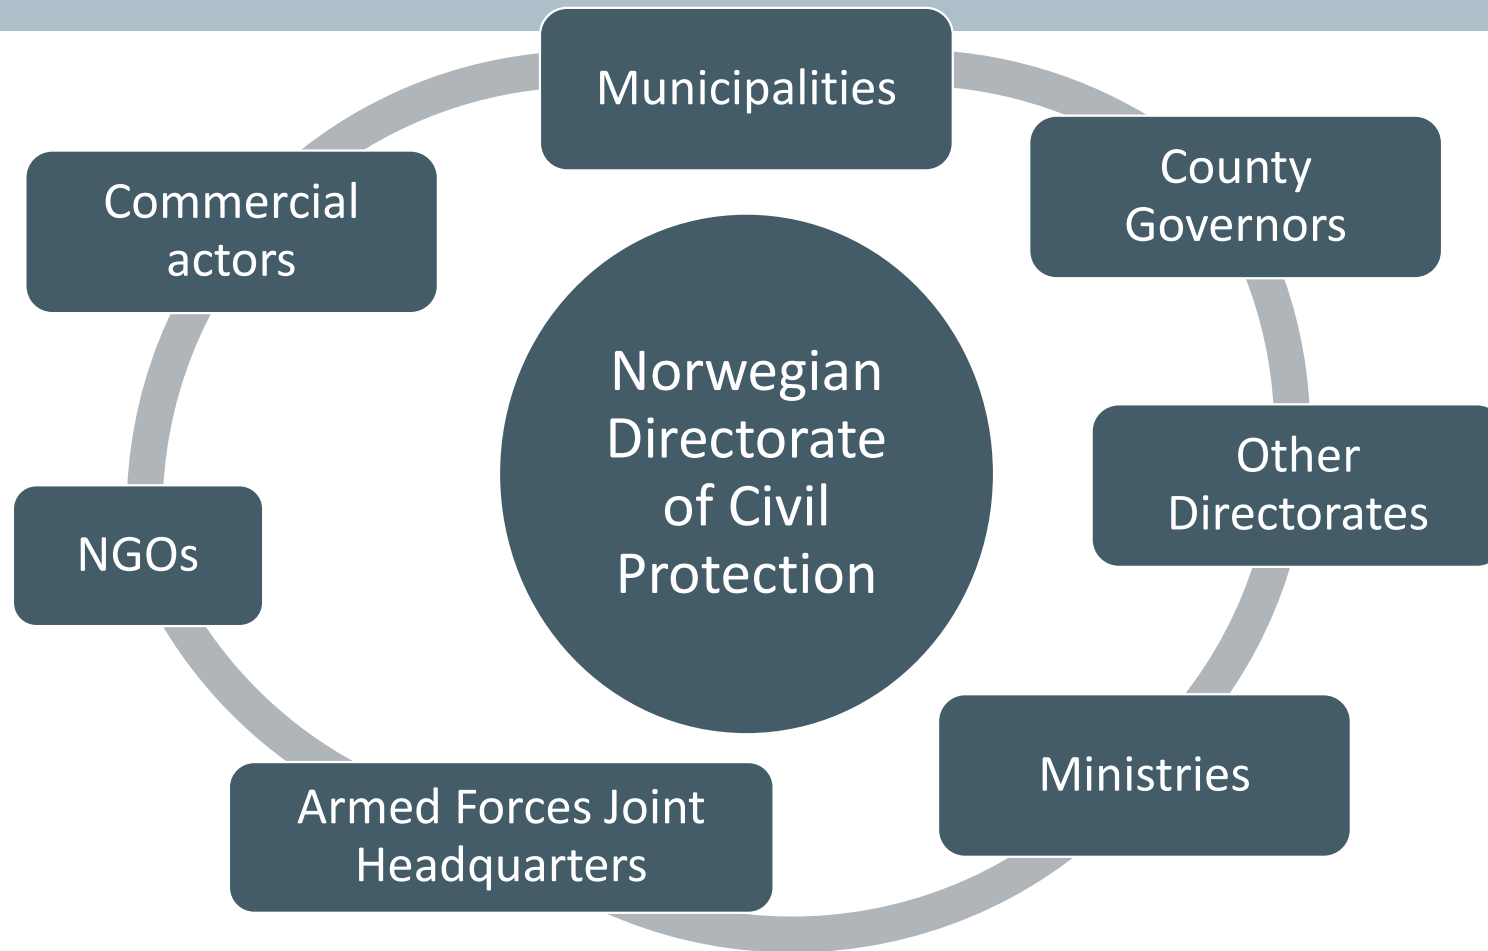 Municipalities
County
Governors
Other
Directorates
Ministries
Armed Forces Joint
Headquarters
NGOs
Commercial
actors
Norwegian
Directorate
of Civil
Protection